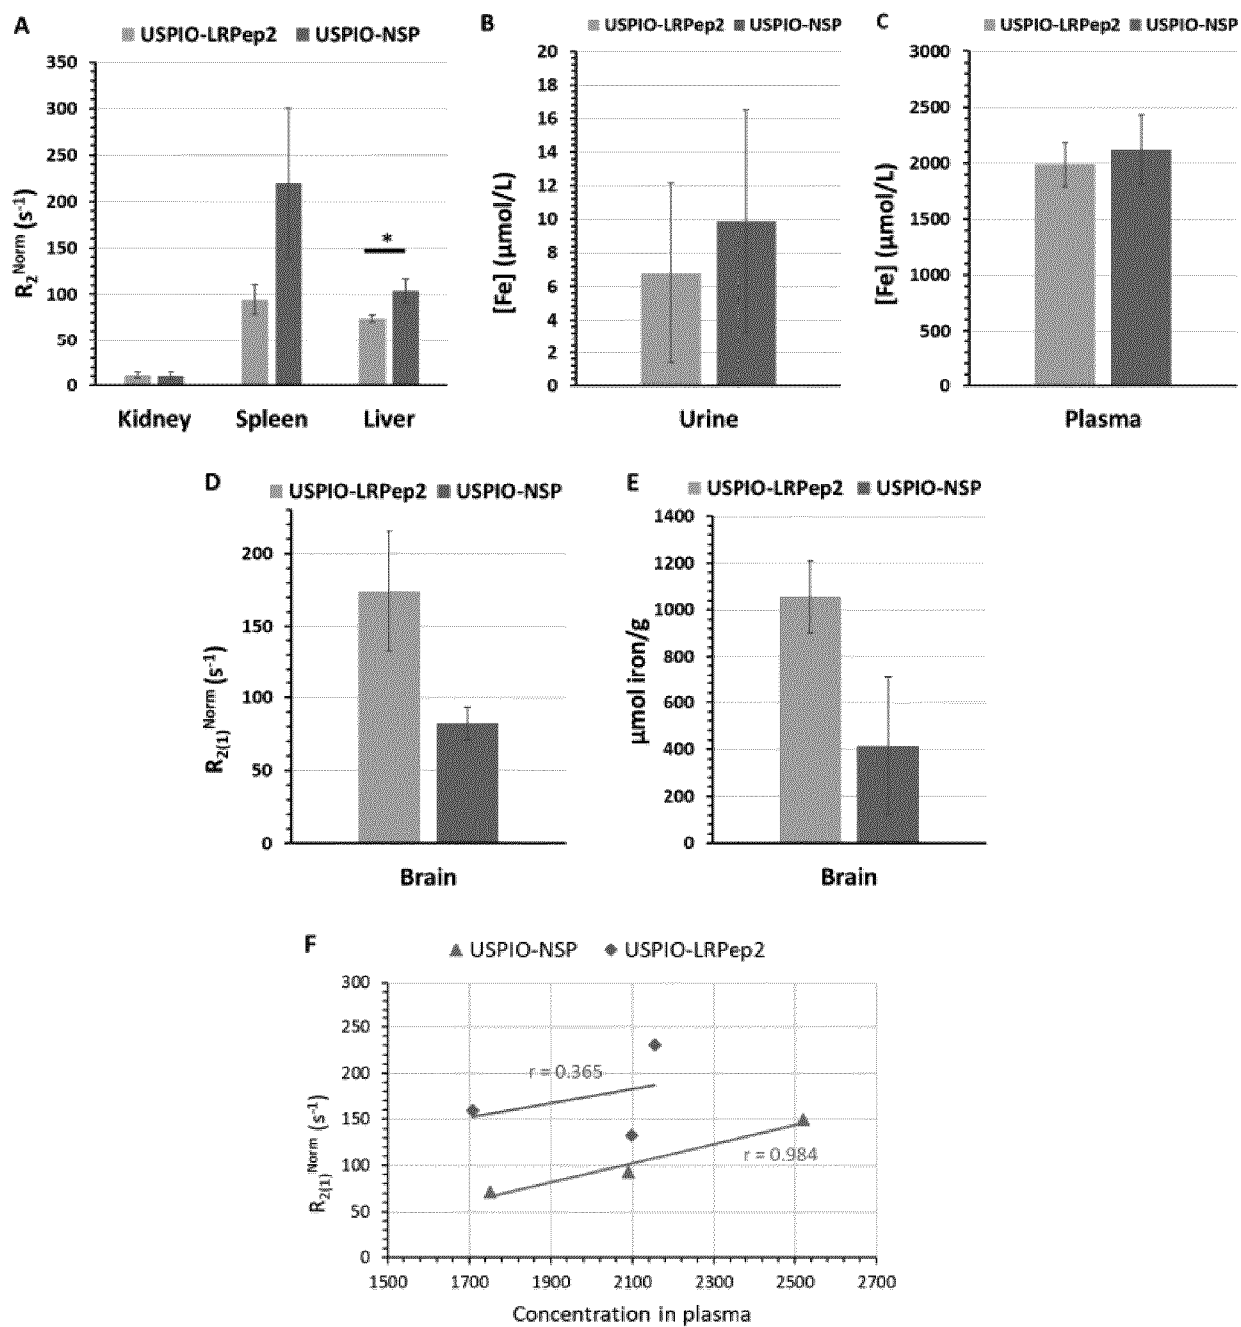 A
USPIO-LRPep2 USPIO-NSP
350
300
250
200
150
100
50
0
R2Norm (s-1)
*
Kidney Spleen Liver
B
USPIO-LRPep2 USPIO-NSP
20
18
16
14
12
10
8
6
4
2
0
[Fe] (µmol/L)
Urine
C
USPIO-LRPep2 USPIO-NSP
3000
2500
2000
1500
1000
500
0
[Fe] (µmol/L)
Plasma
D
USPIO-LRPep2 USPIO-NSP
200
150
100
50
0
R2(1)Norm (s-1)
Brain
E
USPIO-LRPep2 USPIO-NSP
1400
1200
1000
800
600
400
200
0
µmol iron/g
Brain
F
USPIO-NSP USPIO-LRPep2
300
250
200
150
100
50
0
R2(1)Norm (s-1)
r = 0.365
r = 0.984
1500 1700 1900 2100 2300 2500 2700
Concentration in plasma